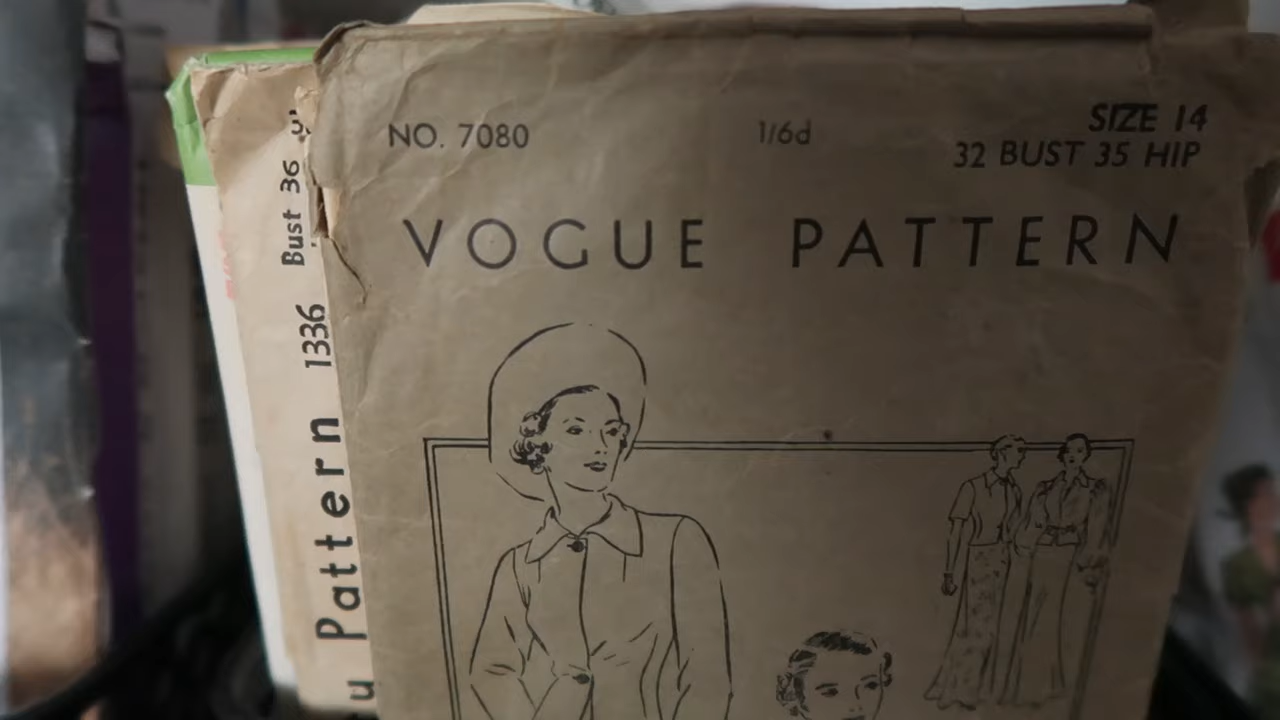 NO. 7080
1/6d
SIZE 14
32 BUST 35 HIP
VOGUE PATTERN
Bust 36
1336
Pattern